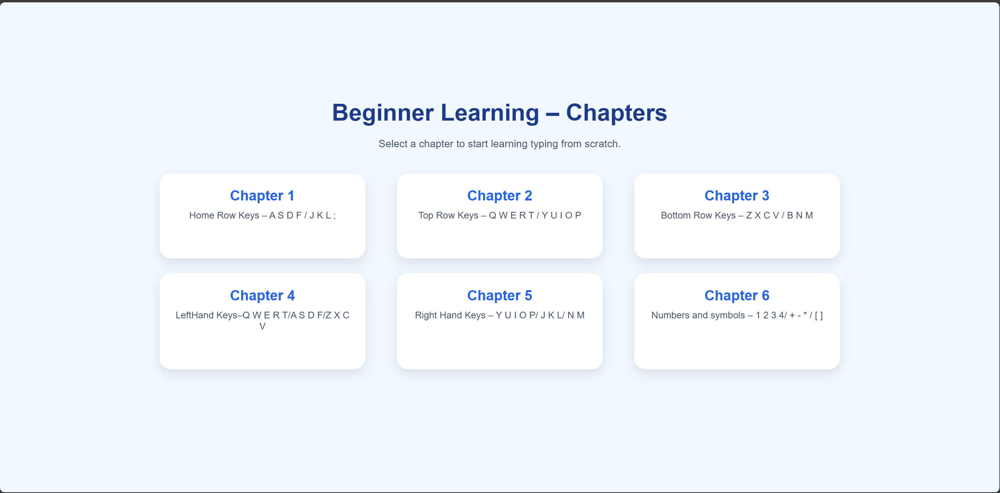 Beginner Learning – Chapters
Select a chapter to start learning typing from scratch.
Chapter 1
Home Row Keys – A S D F / J K L ;
Chapter 2
Top Row Keys – Q W E R T / Y U I O P
Chapter 3
Bottom Row Keys – Z X C V / B N M
Chapter 4
LeftHand Keys–Q W E R T/A S D F/Z X C
V
Chapter 5
Right Hand Keys – Y U I O P/ J K L/ N M
Chapter 6
Numbers and symbols – 1 2 3 4/ + - * / [ ]